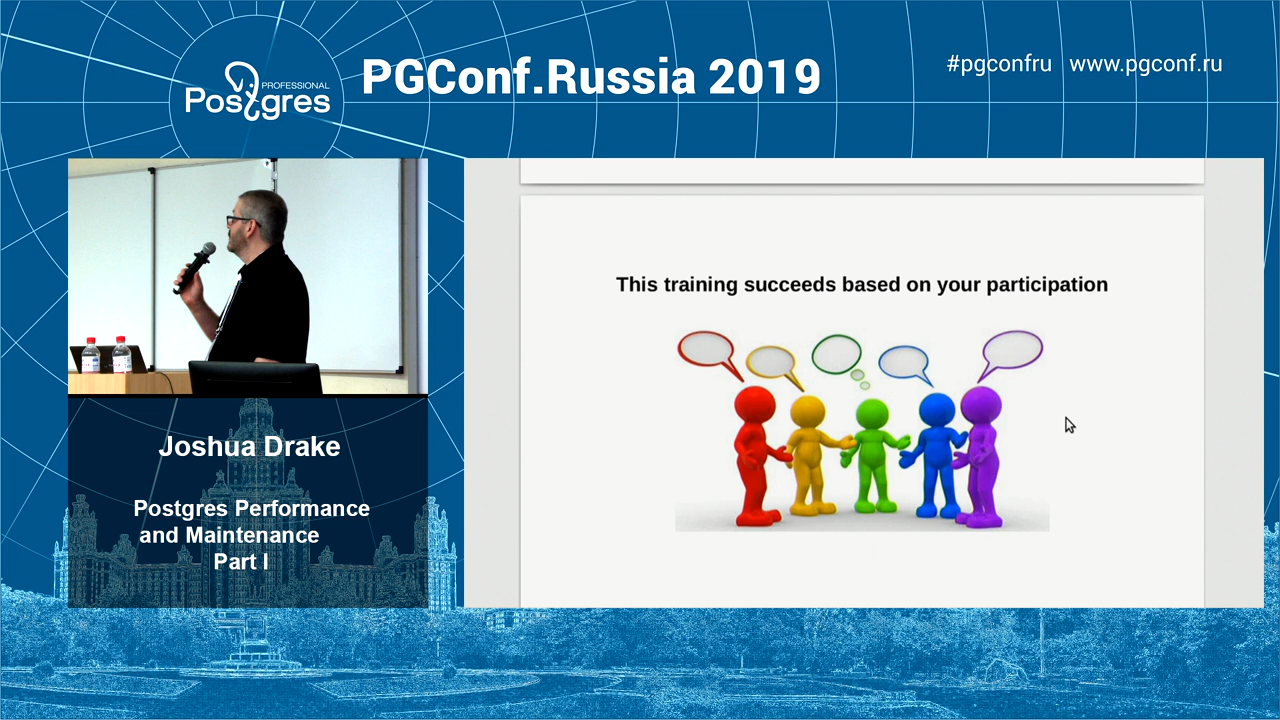 PROFESSIONAL
Postgres
PGConf.Russia 2019
#pgconfru www.pgconf.ru
This training succeeds based on your participation
Joshua Drake
Postgres Performance
and Maintenance
Part I